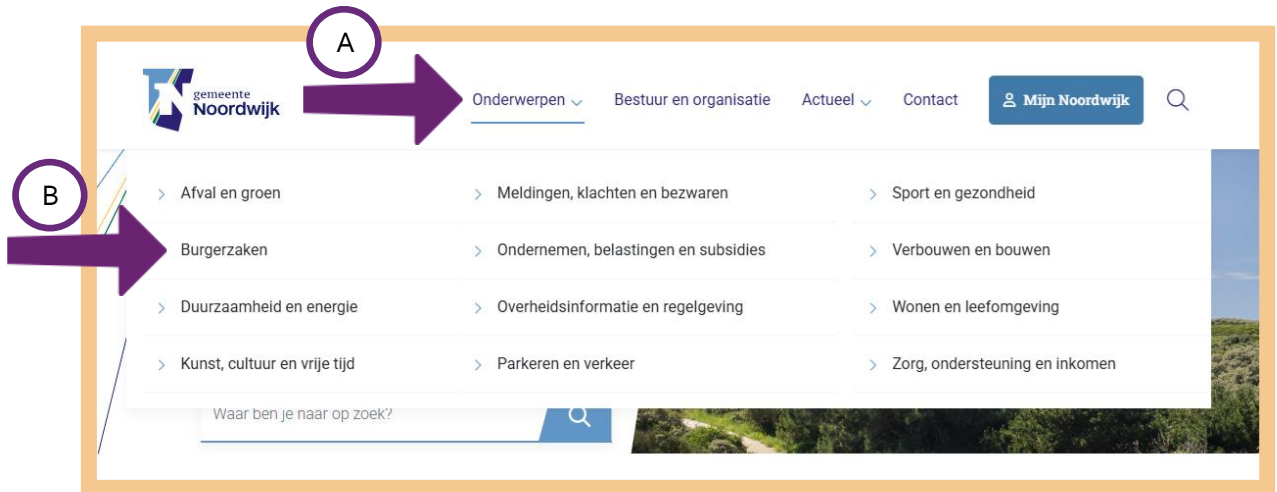 A
gemeente
Noordwijk
Onderwerpen
Bestuur en organisatie
Actueel
Contact
Mijn Noordwijk
B
Afval en groen
Meldingen, klachten en bezwaren
Sport en gezondheid
Burgerzaken
Ondernemen, belastingen en subsidies
Verbouwen en bouwen
Duurzaamheid en energie
Overheidsinformatie en regelgeving
Wonen en leefomgeving
Kunst, cultuur en vrije tijd
Parkeren en verkeer
Zorg, ondersteuning en inkomen
Waar ben je naar op zoek?